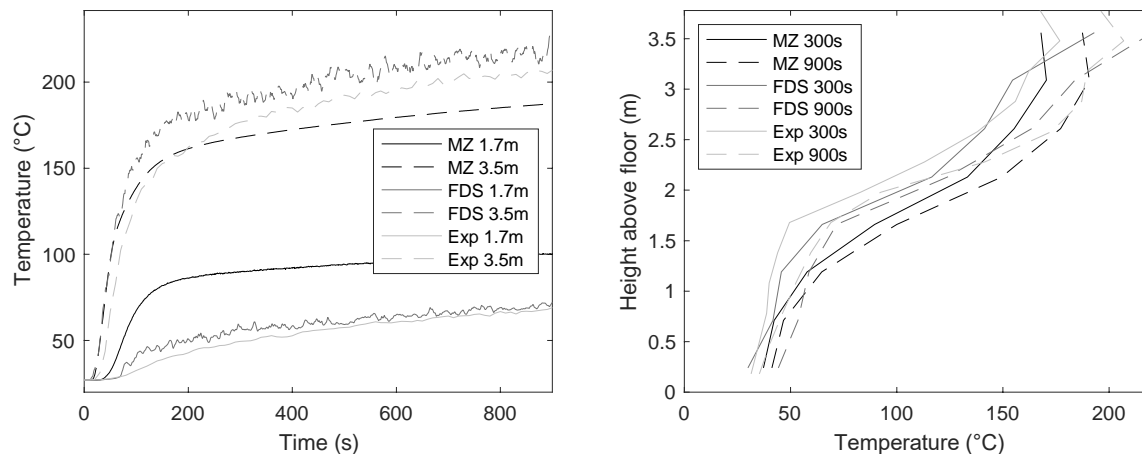 Temperature (°C)
200
150
100
50
0
200
400
600
800
Time (s)
MZ 1.7m
MZ 3.5m
FDS 1.7m
FDS 3.5m
Exp 1.7m
Exp 3.5m
Height above floor (m)
3.5
3
2.5
2
1.5
1
0.5
0
0
50
100
150
200
Temperature (°C)
MZ 300s
MZ 900s
FDS 300s
FDS 900s
Exp 300s
Exp 900s